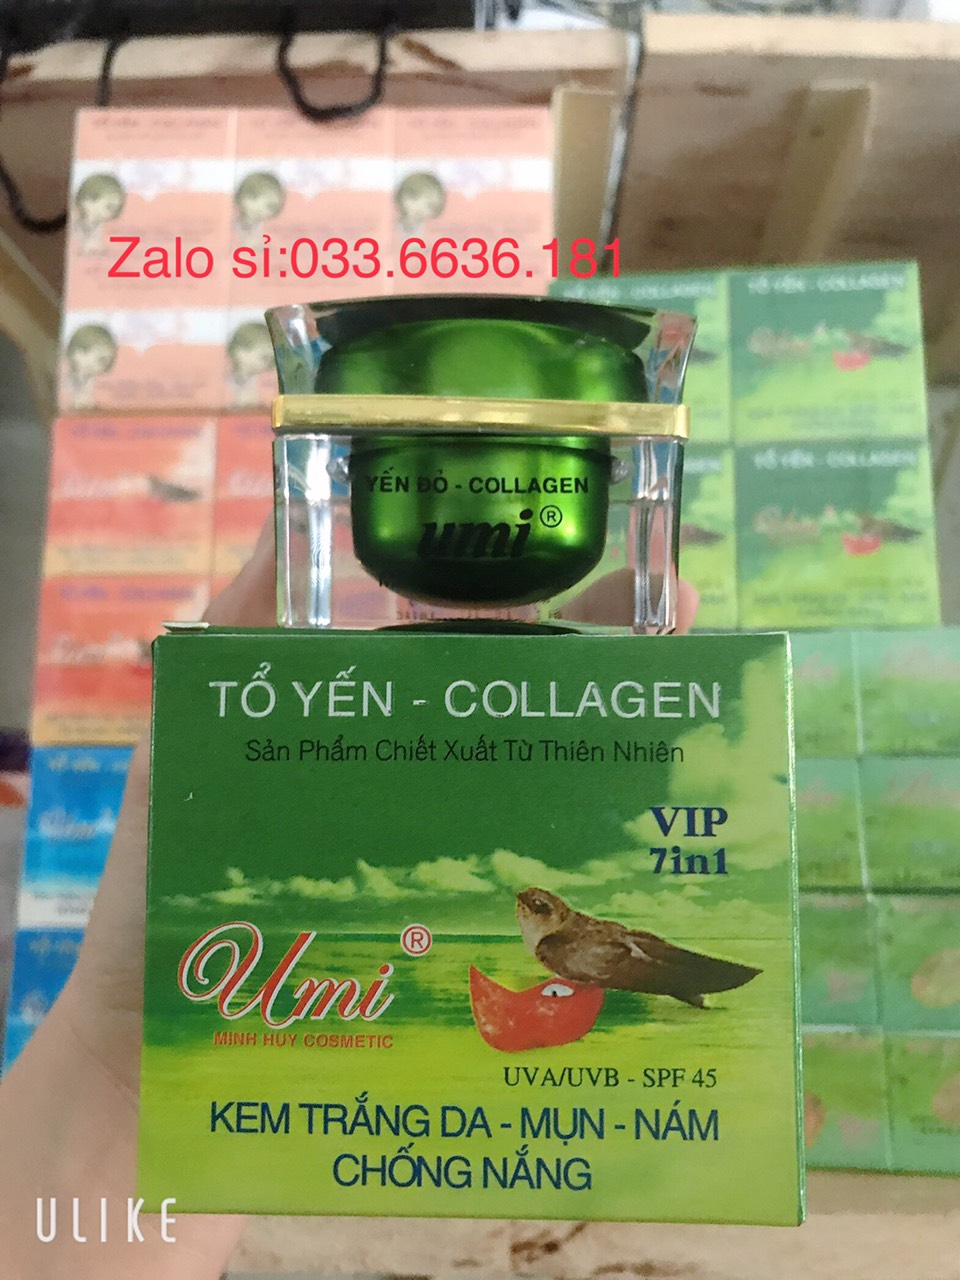 Zalo sỉ:033.6636.181
TỔ YẾN - COLLAGEN
TỔ YẾN - COLLAGEN
YẾN ĐỎ - COLLAGEN
umi®
TỔ YẾN - COLLAGEN
Sản Phẩm Chiết Xuất Từ Thiên Nhiên
VIP
7in1
Umi®
MINH HUY COSMETIC
UVA/UVB - SPF 45
KEM TRẮNG DA - MỤN - NÁM
CHỐNG NẮNG
ULIKE